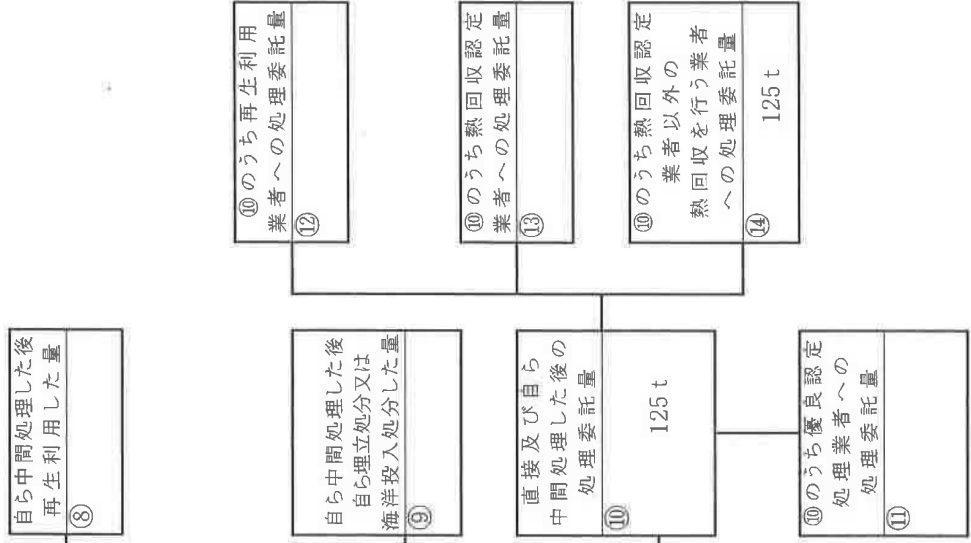 自ら中間処理した後
再生利用した量
⑧
自ら中間処理した後
自ら埋立処分又は
海洋投入処分した量
⑨
直接及び自ら
中間処理した後の
処理委託量
⑩
125t
⑩のうち優良認定
処理業者への
処理委託量
⑪
⑩のうち再生利用
業者への処理委託量
⑫
⑩のうち熱回収認定
業者への処理委託量
⑬
⑩のうち熱回収認定
業者以外の
熱回収を行う業者
への処理委託量
⑭
125t